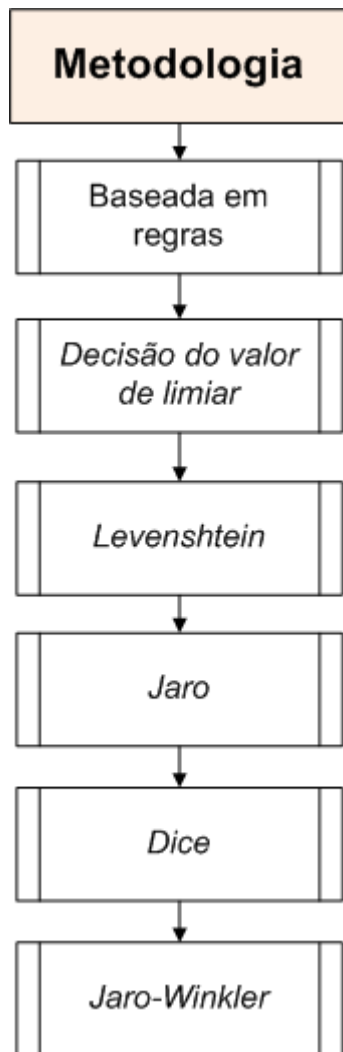 Metodologia
Baseada em
regras
Decisão do valor
de limiar
Levenshtein
Jaro
Dice
Jaro-Winkler